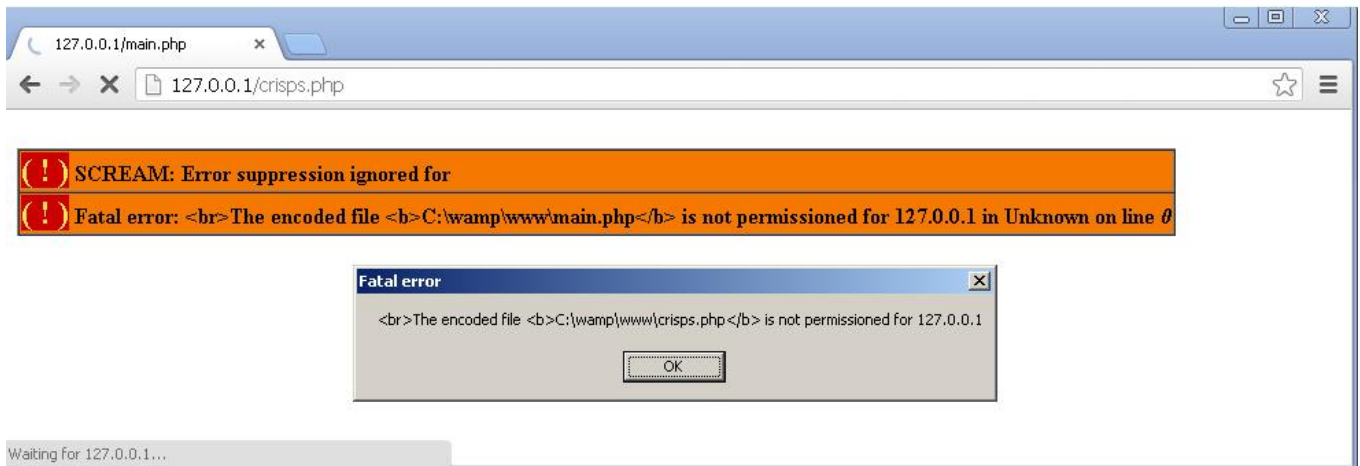 127.0.0.1/main.php
127.0.0.1/crisps.php
( ! ) SCREAM: Error suppression ignored for
( ! ) Fatal error: <br>The encoded file <b>C:\wamp\www\main.php</b> is not permissioned for 127.0.0.1 in Unknown on line 0
Fatal error
<br>The encoded file <b>C:\wamp\www\crisps.php</b> is not permissioned for 127.0.0.1
OK
Waiting for 127.0.0.1...